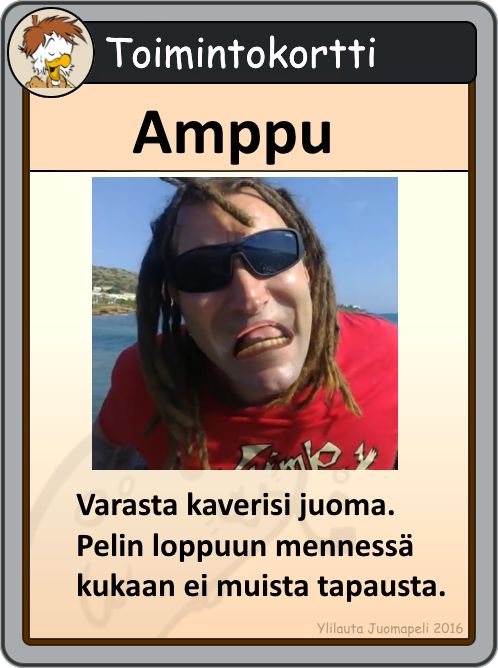 Toimintokortti
Amppu
Varasta kaverisi juoma.
Pelin loppuun mennessä
kukaan ei muista tapausta.
Ylilauta Juomapeli 2016